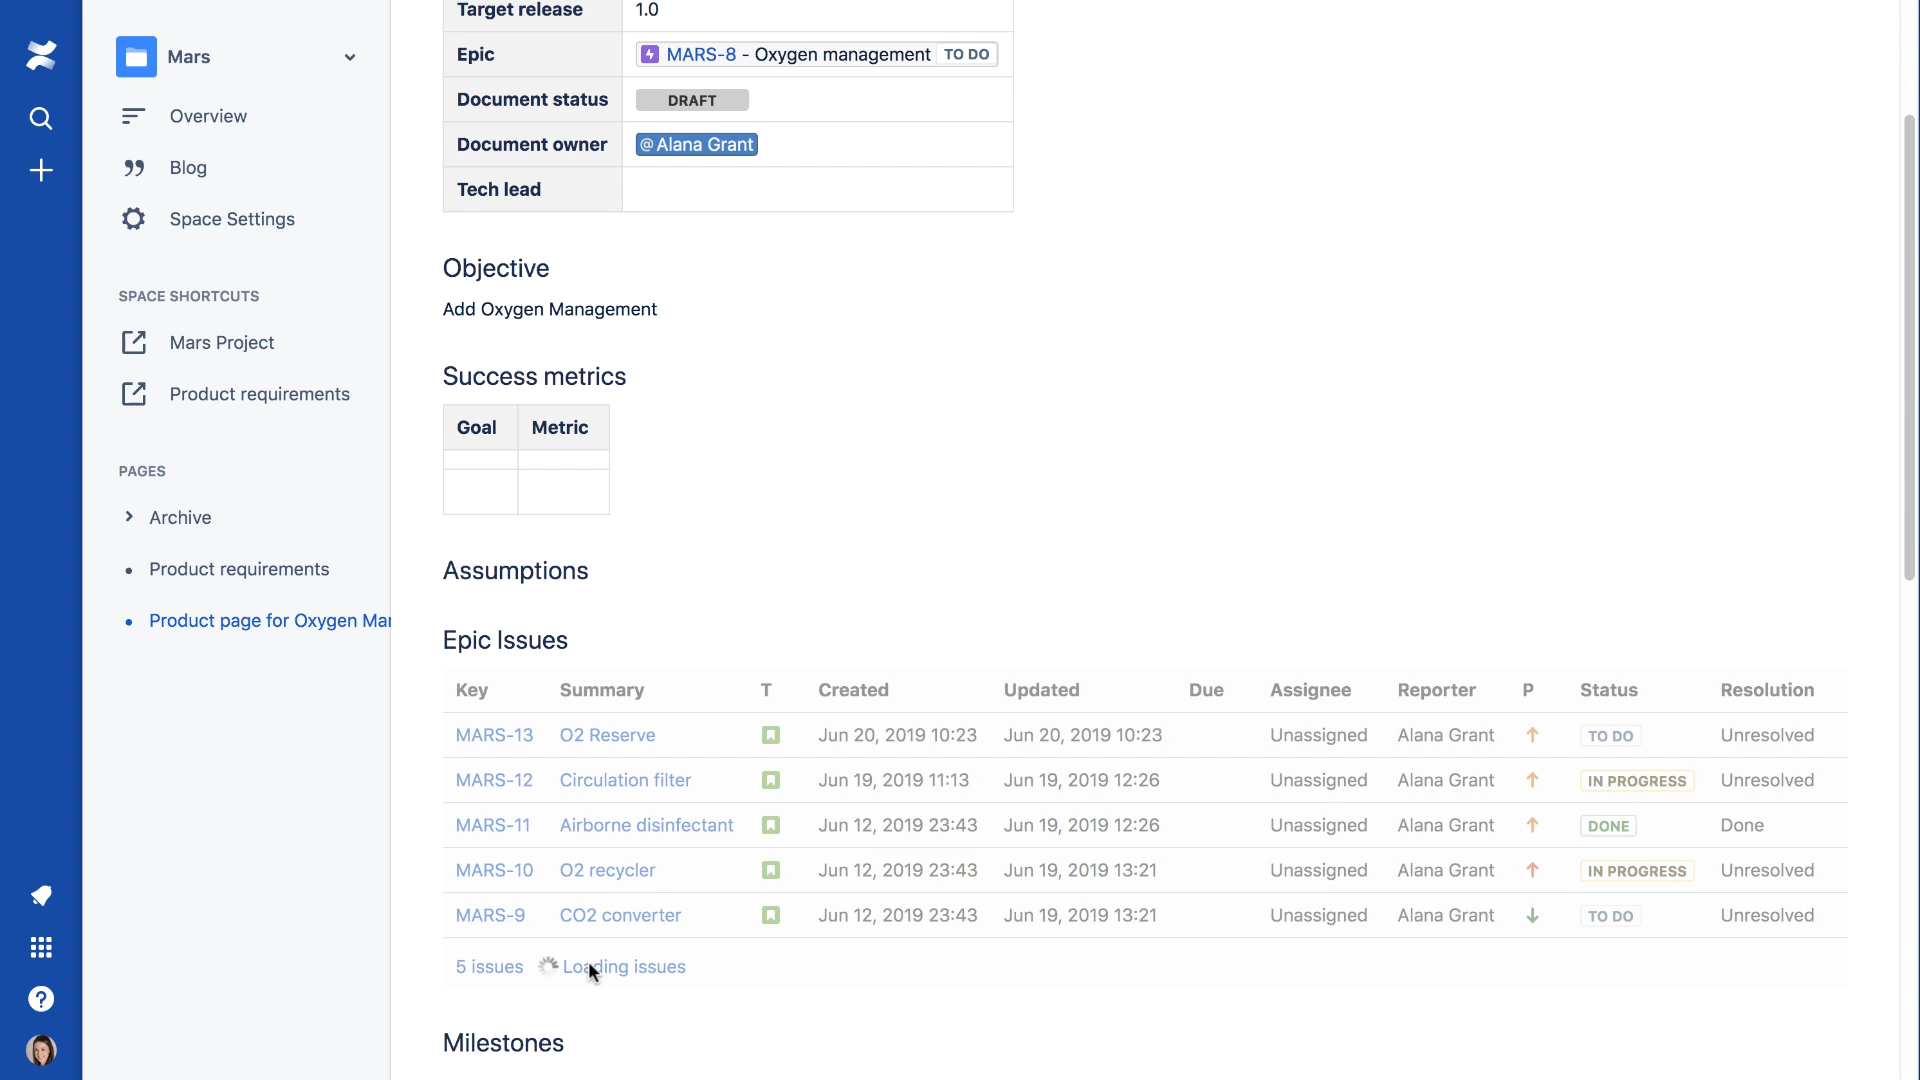 Mars
Overview
Blog
Space Settings
SPACE SHORTCUTS
Mars Project
Product requirements
PAGES
Archive
Product requirements
Product page for Oxygen Mar
Target release 1.0
Epic MARS-8 - Oxygen management TO DO
Document status DRAFT
Document owner @Alana Grant
Tech lead
Objective
Add Oxygen Management
Success metrics
Goal Metric
Assumptions
Epic Issues
Key Summary T Created Updated Due Assignee Reporter P Status Resolution
MARS-13 O2 Reserve Jun 20, 2019 10:23 Jun 20, 2019 10:23 Unassigned Alana Grant TO DO Unresolved
MARS-12 Circulation filter Jun 19, 2019 11:13 Jun 19, 2019 12:26 Unassigned Alana Grant IN PROGRESS Unresolved
MARS-11 Airborne disinfectant Jun 12, 2019 23:43 Jun 19, 2019 12:26 Unassigned Alana Grant DONE Done
MARS-10 O2 recycler Jun 12, 2019 23:43 Jun 19, 2019 13:21 Unassigned Alana Grant IN PROGRESS Unresolved
MARS-9 CO2 converter Jun 12, 2019 23:43 Jun 19, 2019 13:21 Unassigned Alana Grant TO DO Unresolved
5 issues Loading issues
Milestones